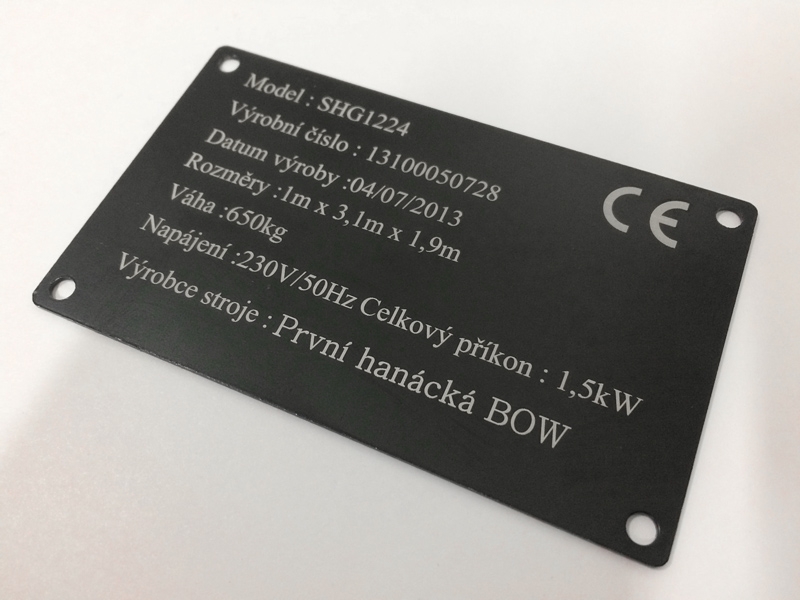 Model : SHG1224
Výrobní číslo : 13100050728
Datum výroby :04/07/2013
Rozměry :1m x 3,1m x 1,9m
Váha :650kg
Napájení :230V/50Hz Celkový příkon : 1,5kW
Výrobce stroje : První hanácká BOW
CE